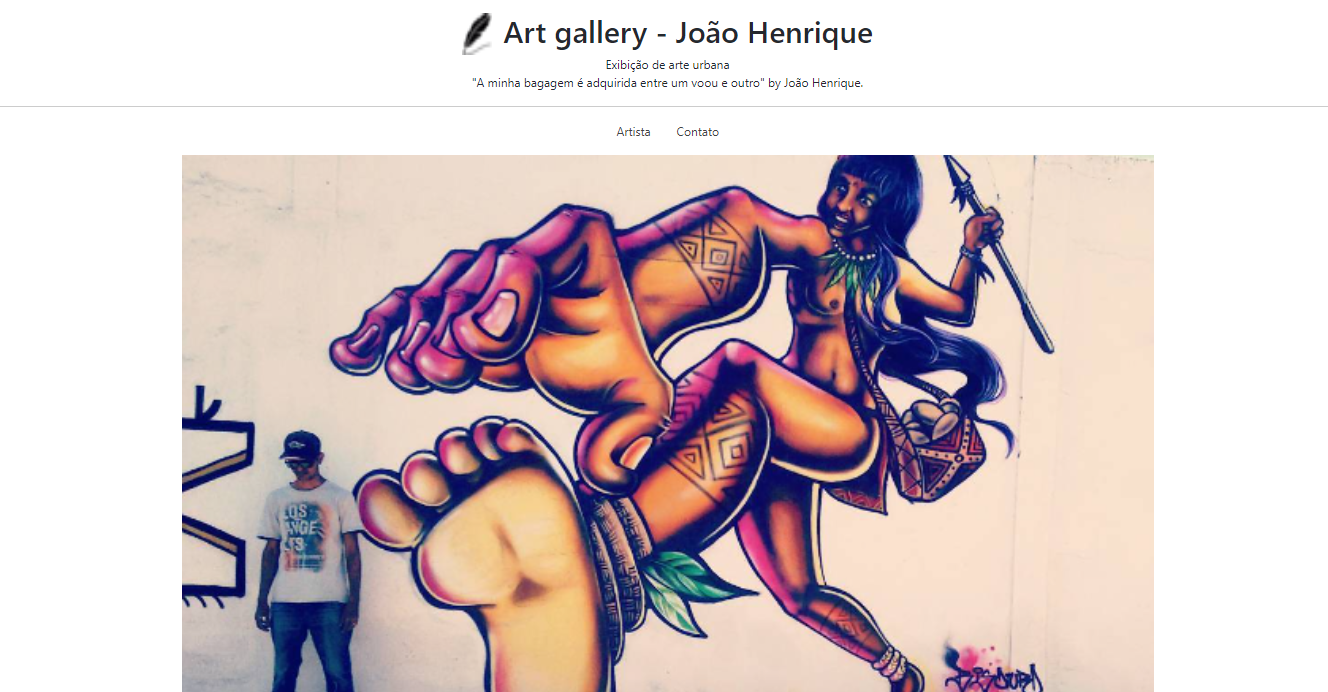 Art gallery - João Henrique
Exibição de arte urbana
"A minha bagagem é adquirida entre um voou e outro" by João Henrique.
Artista Contato
LOS
ANGE